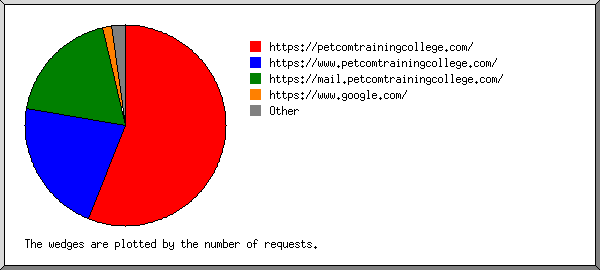 https://petcomtrainingcollege.com/
https://www.petcomtrainingcollege.com/
https://mail.petcomtrainingcollege.com/
https://www.google.com/
Other
The wedges are plotted by the number of requests.